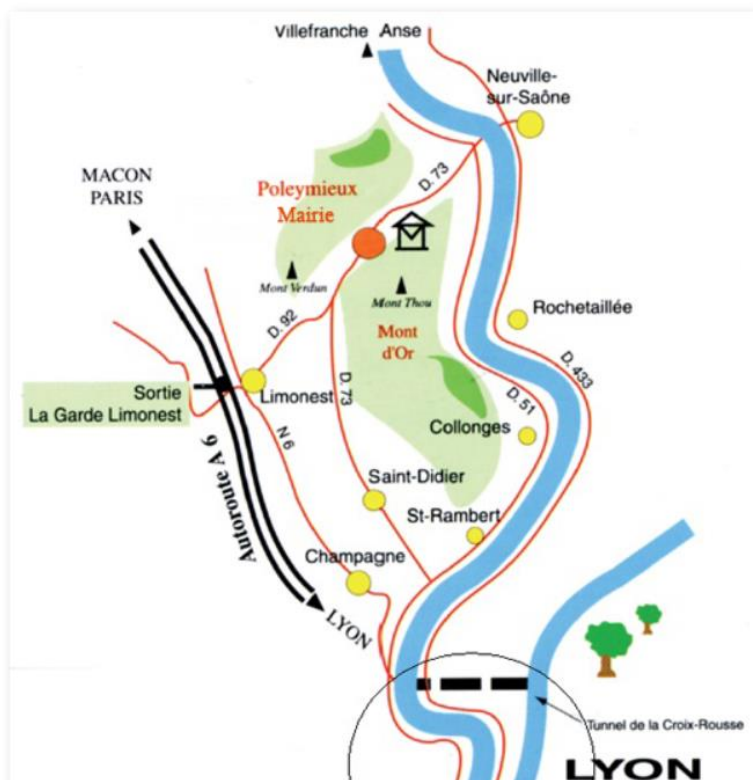 Villefranche Anse
Neuville-
sur-Saône
MACON
PARIS
D. 73
Poleymieux
Mairie
Mont Verdun
Mont Thou
Rochetaillée
D. 92
Mont
d'Or
D. 433
Sortie
La Garde Limonest
Limonest
D. 73
D. 51
N 6
Collonges
Autoroute A 6
Saint-Didier
St-Rambert
Champagne
LYON
Tunnel de la Croix-Rousse
LYON